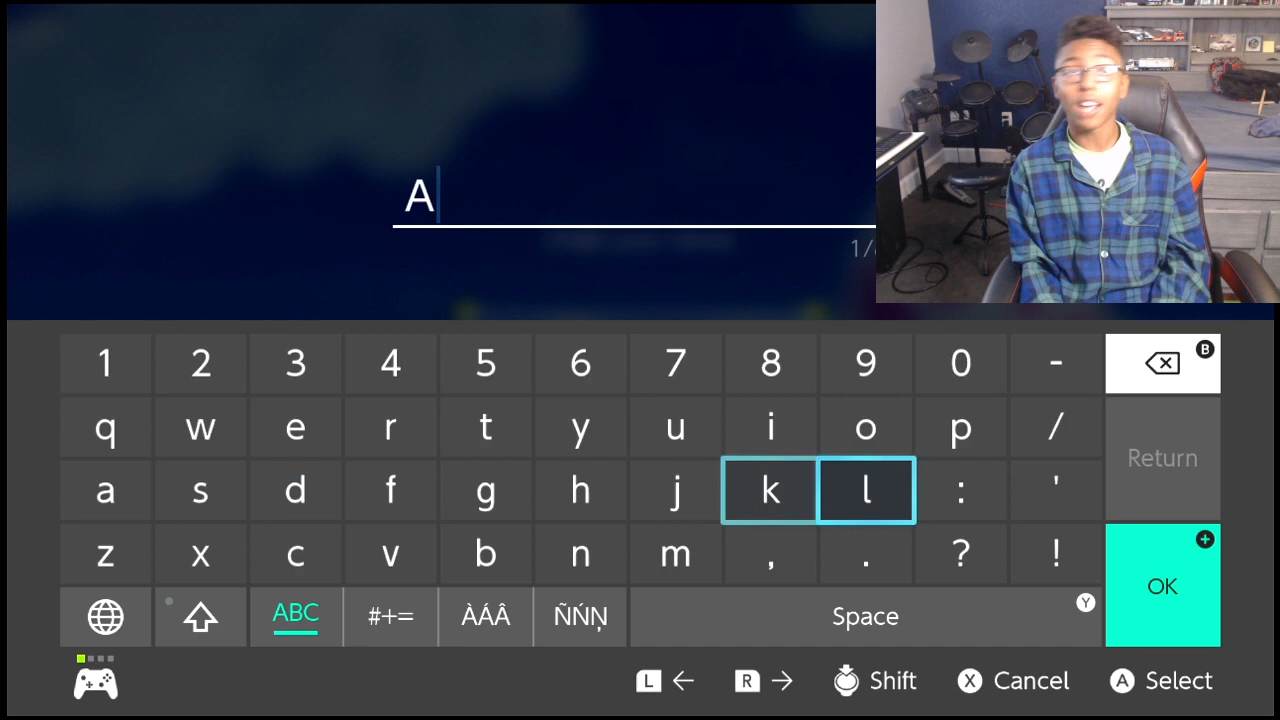 A
1/
1 2 3 4 5 6 7 8 9 0 - B
q w e r t y u i o p /
Return
a s d f g h j k l : '
z x c v b n m , . ? ! +
OK
ABC #+= ÀÁÂ ÑŃŅ Space Y
L ← R → Shift X Cancel A Select